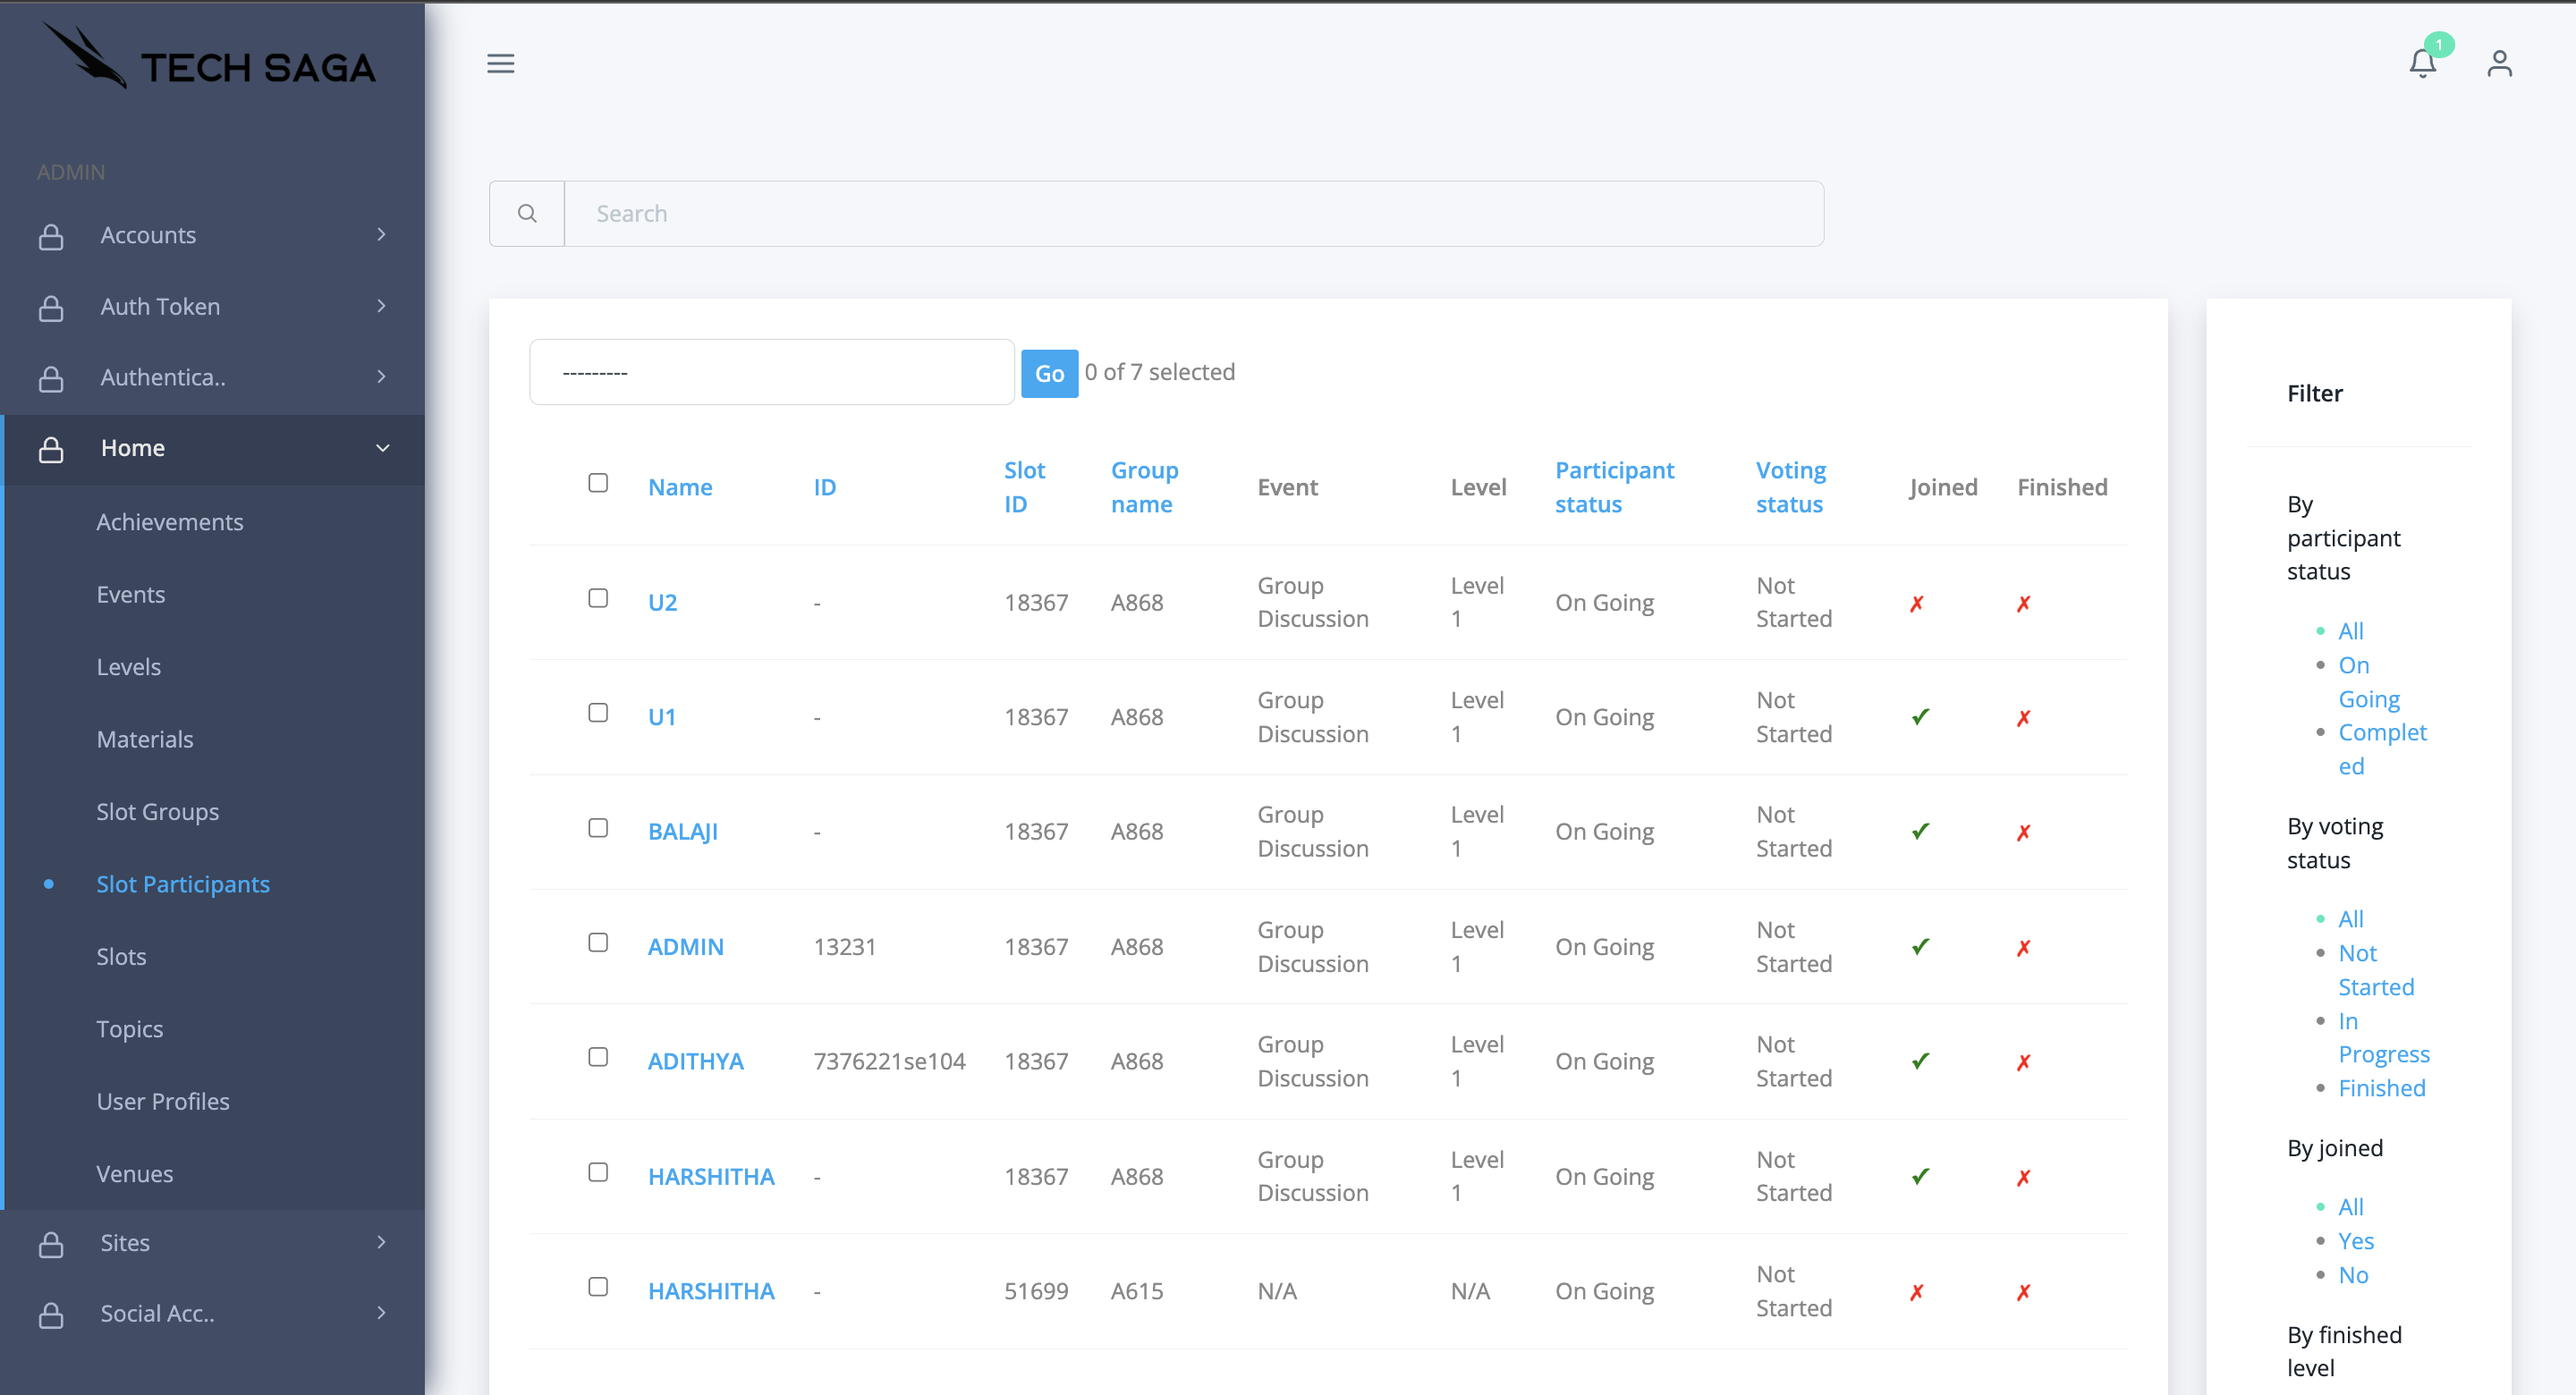 TECH SAGA
1
ADMIN
Accounts
Auth Token
Authentica..
Home
Achievements
Events
Levels
Materials
Slot Groups
Slot Participants
Slots
Topics
User Profiles
Venues
Sites
Social Acc..
Search
---------
Go
0 of 7 selected
Name ID Slot ID Group name Event Level Participant status Voting status Joined Finished
U2 - 18367 A868 Group Discussion Level 1 On Going Not Started ✗ ✗
U1 - 18367 A868 Group Discussion Level 1 On Going Not Started ✓ ✗
BALAJI - 18367 A868 Group Discussion Level 1 On Going Not Started ✓ ✗
ADMIN 13231 18367 A868 Group Discussion Level 1 On Going Not Started ✓ ✗
ADITHYA 7376221se104 18367 A868 Group Discussion Level 1 On Going Not Started ✓ ✗
HARSHITHA - 18367 A868 Group Discussion Level 1 On Going Not Started ✓ ✗
HARSHITHA - 51699 A615 N/A N/A On Going Not Started ✗ ✗
Filter
By
participant
status
All
On
Going
Complet
ed
By voting
status
All
Not
Started
In
Progress
Finished
By joined
All
Yes
No
By finished
level